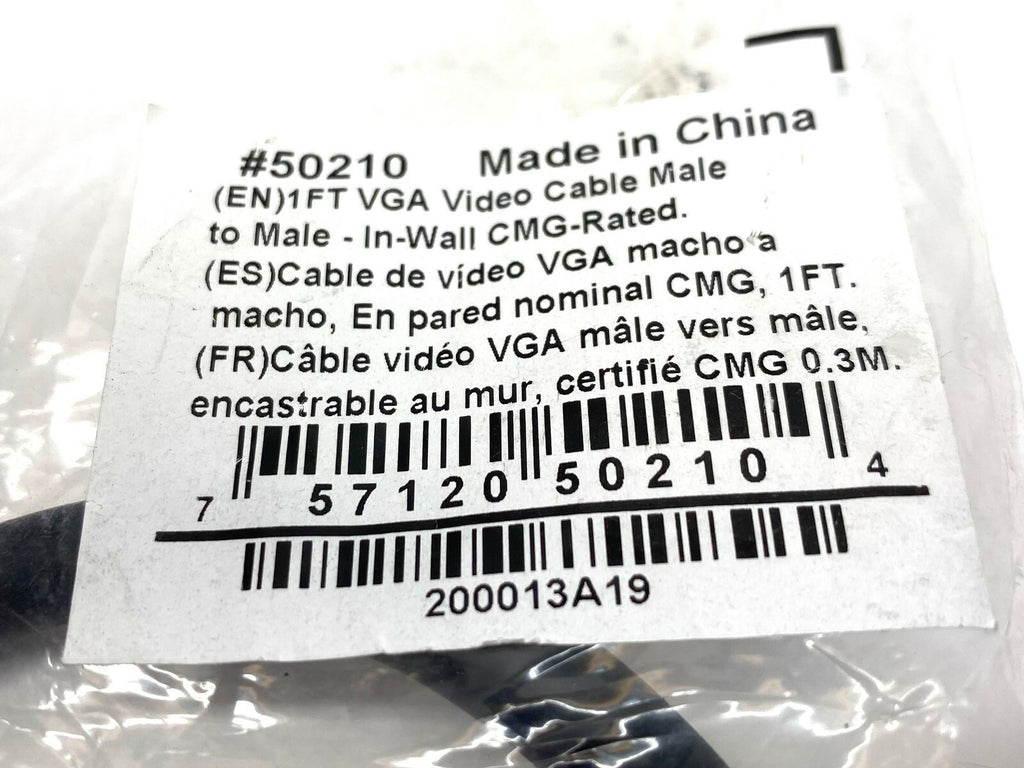 #50210 Made in China
(EN)1FT VGA Video Cable Male
to Male - In-Wall CMG-Rated.
(ES)Cable de vídeo VGA macho a
macho, En pared nominal CMG, 1FT.
(FR)Câble vidéo VGA mâle vers mâle,
encastrable au mur, certifié CMG 0.3M.
7 57120 50210 4
200013A19